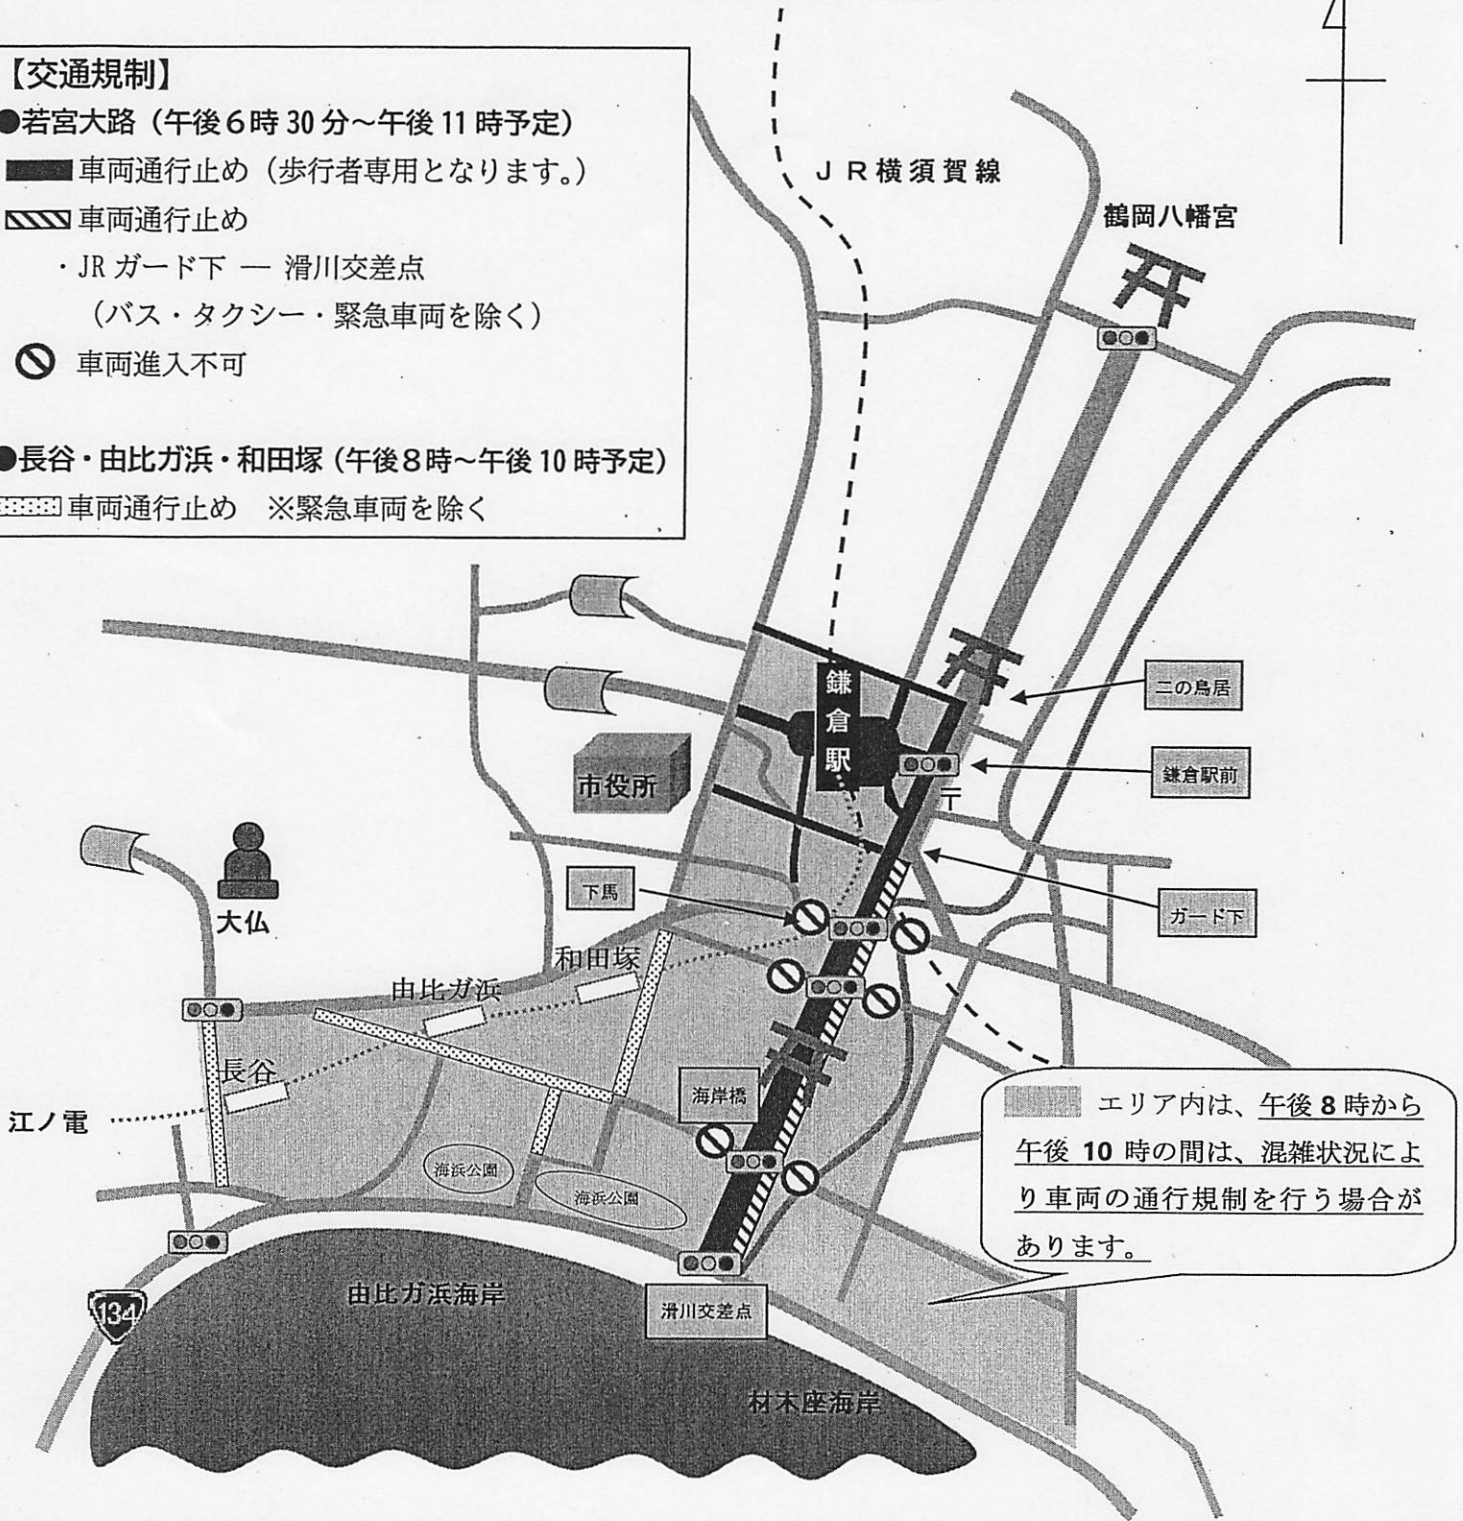 【交通規制】
●若宮大路（午後６時 30 分～午後 11 時予定）
車両通行止め（歩行者専用となります。）
車両通行止め
・JR ガード下 ― 滑川交差点
（バス・タクシー・緊急車両を除く）
車両進入不可
●長谷・由比ガ浜・和田塚（午後８時～午後 10 時予定）
車両通行止め　※緊急車両を除く
ＪＲ横須賀線
鶴岡八幡宮
二の鳥居
鎌倉駅
鎌倉駅前
〒
市役所
大仏
下馬
ガード下
和田塚
由比ガ浜
長谷
江ノ電
海岸橋
海浜公園
海浜公園
エリア内は、午後 8 時から
午後 10 時の間は、混雑状況によ
り車両の通行規制を行う場合が
あります。
134
由比ガ浜海岸
滑川交差点
材木座海岸